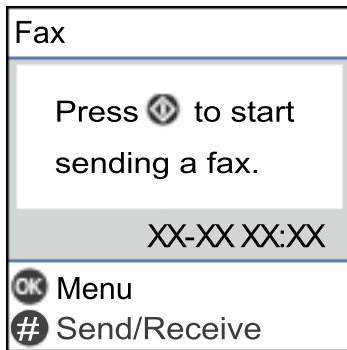 Fax
Press to start
sending a fax.
XX-XX XX:XX
OK Menu
# Send/Receive